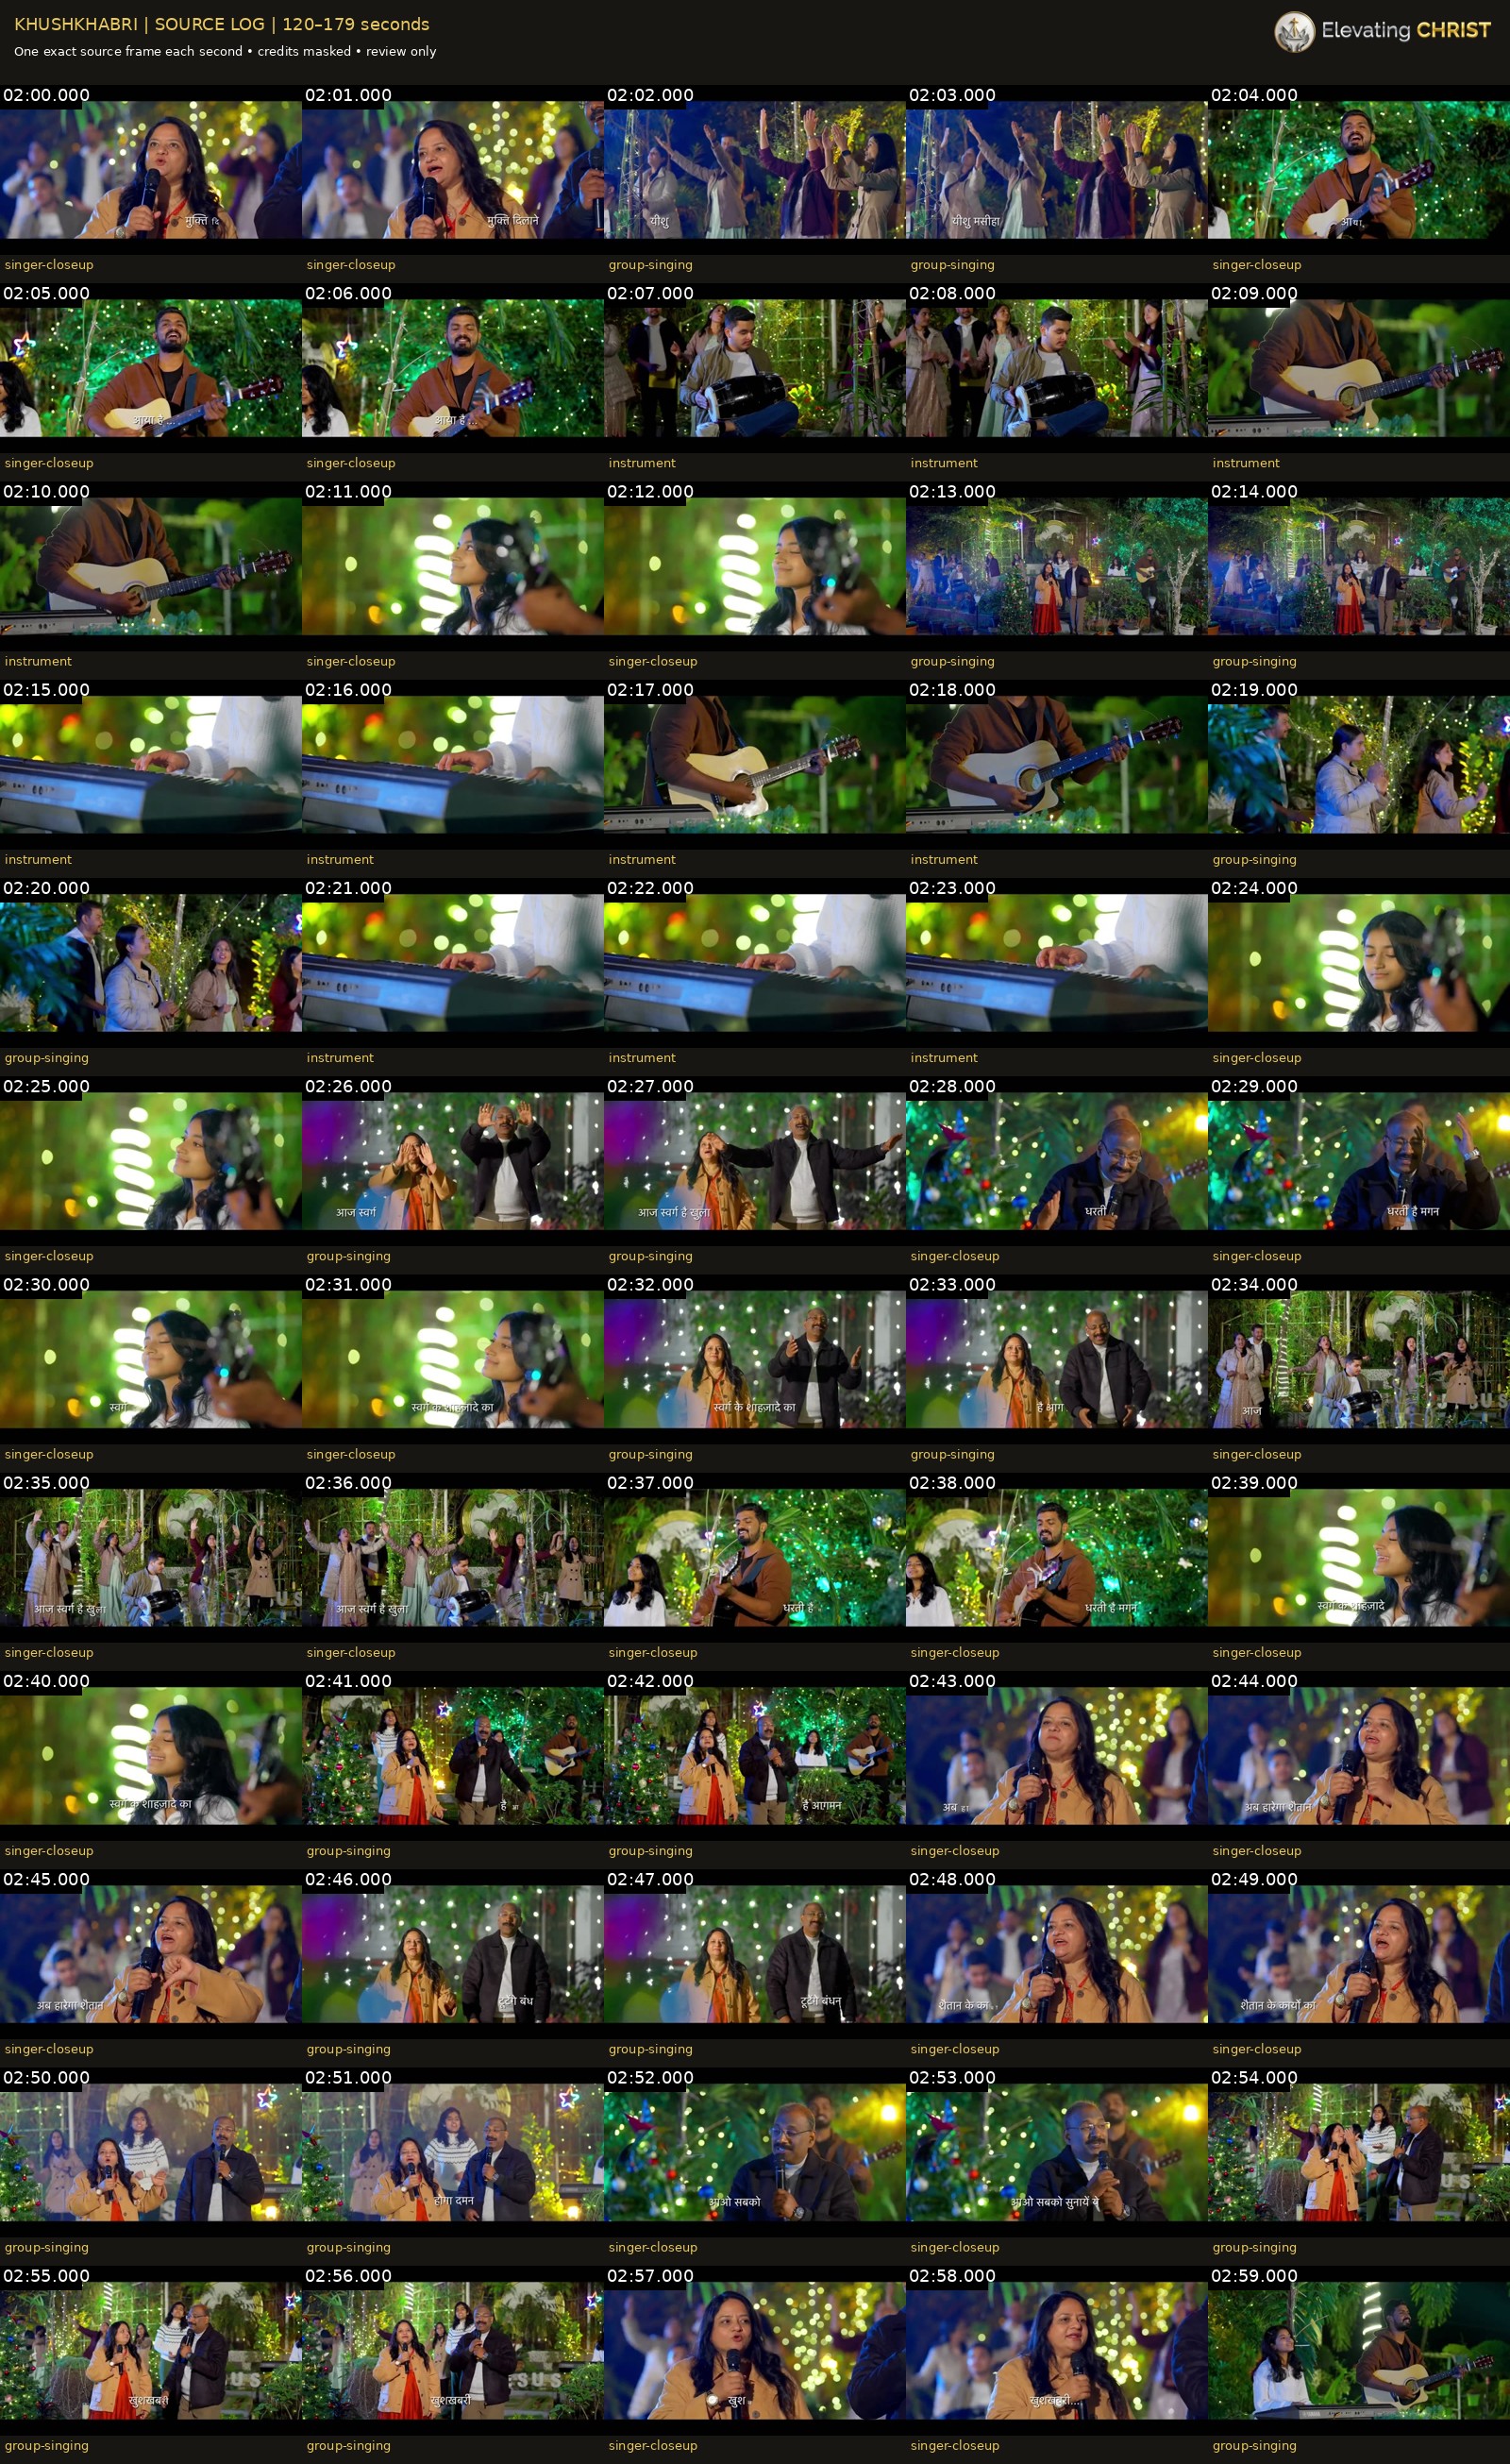 KHUSHKHABRI | SOURCE LOG | 120–179 seconds
One exact source frame each second • credits masked • review only
Elevating CHRIST
02:00.000 02:01.000 02:02.000 02:03.000 02:04.000
मुक्ति दि मुक्ति दिलाने यीशु यीशु मसीहा आया
singer-closeup singer-closeup group-singing group-singing singer-closeup
02:05.000 02:06.000 02:07.000 02:08.000 02:09.000
आया है ... आया है ...
singer-closeup singer-closeup instrument instrument instrument
02:10.000 02:11.000 02:12.000 02:13.000 02:14.000
instrument singer-closeup singer-closeup group-singing group-singing
02:15.000 02:16.000 02:17.000 02:18.000 02:19.000
instrument instrument instrument instrument group-singing
02:20.000 02:21.000 02:22.000 02:23.000 02:24.000
group-singing instrument instrument instrument singer-closeup
02:25.000 02:26.000 02:27.000 02:28.000 02:29.000
आज स्वर्ग आज स्वर्ग है खुला धरती धरती है मगन
singer-closeup group-singing group-singing singer-closeup singer-closeup
02:30.000 02:31.000 02:32.000 02:33.000 02:34.000
स्वर्ग स्वर्ग के शाहज़ादे का स्वर्ग के शाहज़ादे का है आग आज
singer-closeup singer-closeup group-singing group-singing singer-closeup
02:35.000 02:36.000 02:37.000 02:38.000 02:39.000
आज स्वर्ग है खुला आज स्वर्ग है खुला धरती है धरती है मगन स्वर्ग के शाहज़ादे
singer-closeup singer-closeup singer-closeup singer-closeup singer-closeup
02:40.000 02:41.000 02:42.000 02:43.000 02:44.000
स्वर्ग के शाहज़ादे का है आ है आगमन अब हा अब हारेगा शैतान
singer-closeup group-singing group-singing singer-closeup singer-closeup
02:45.000 02:46.000 02:47.000 02:48.000 02:49.000
अब हारेगा शैतान टूटेंगे बंध टूटेंगे बंधन शैतान के का शैतान के कार्यों का
singer-closeup group-singing group-singing singer-closeup singer-closeup
02:50.000 02:51.000 02:52.000 02:53.000 02:54.000
होगा दमन आओ सबको आओ सबको सुनायें ये
group-singing group-singing singer-closeup singer-closeup group-singing
02:55.000 02:56.000 02:57.000 02:58.000 02:59.000
खुशखबरी खुशखबरी खुश खुशखबरी...
group-singing group-singing singer-closeup singer-closeup group-singing